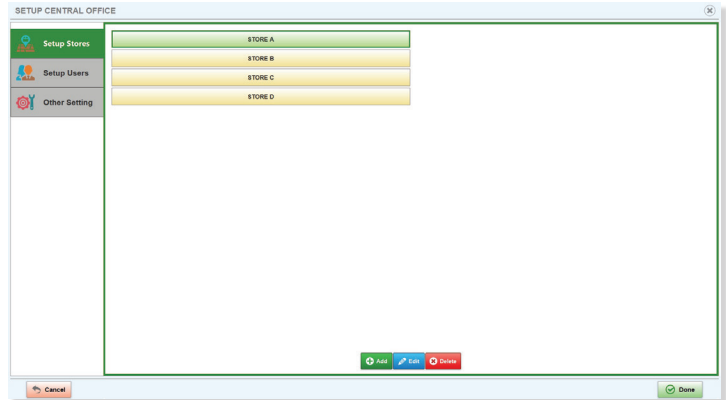 SETUP CENTRAL OFFICE
Setup Stores
Setup Users
Other Setting
STORE A
STORE B
STORE C
STORE D
Add
Edit
Delete
Cancel
Done